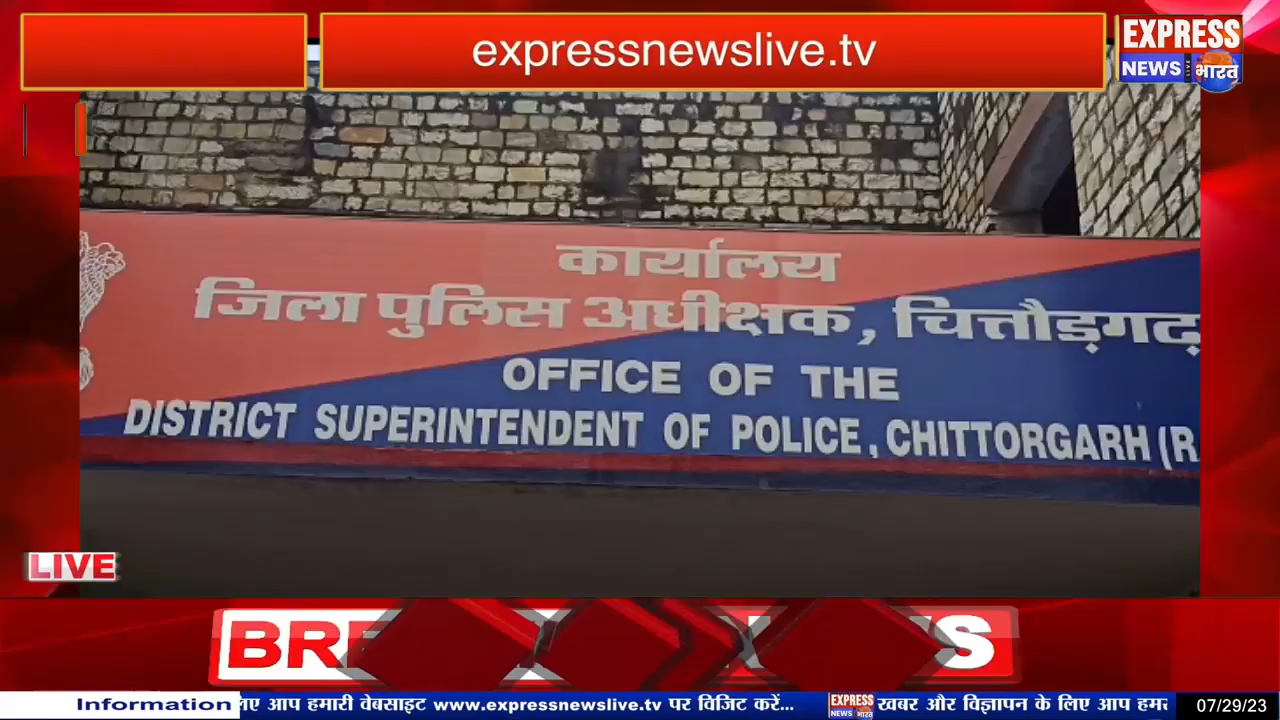 expressnewslive.tv
EXPRESS
NEWS LIVE भारत
कार्यालय
जिला पुलिस अधीक्षक, चित्तौड़गढ़
OFFICE OF THE
DISTRICT SUPERINTENDENT OF POLICE, CHITTORGARH (R
LIVE
Information
आप हमारी वेबसाइट www.expressnewslive.tv पर विजिट करें...
EXPRESS
NEWS भारत
खबर और विज्ञापन के लिए आप
07/29/23